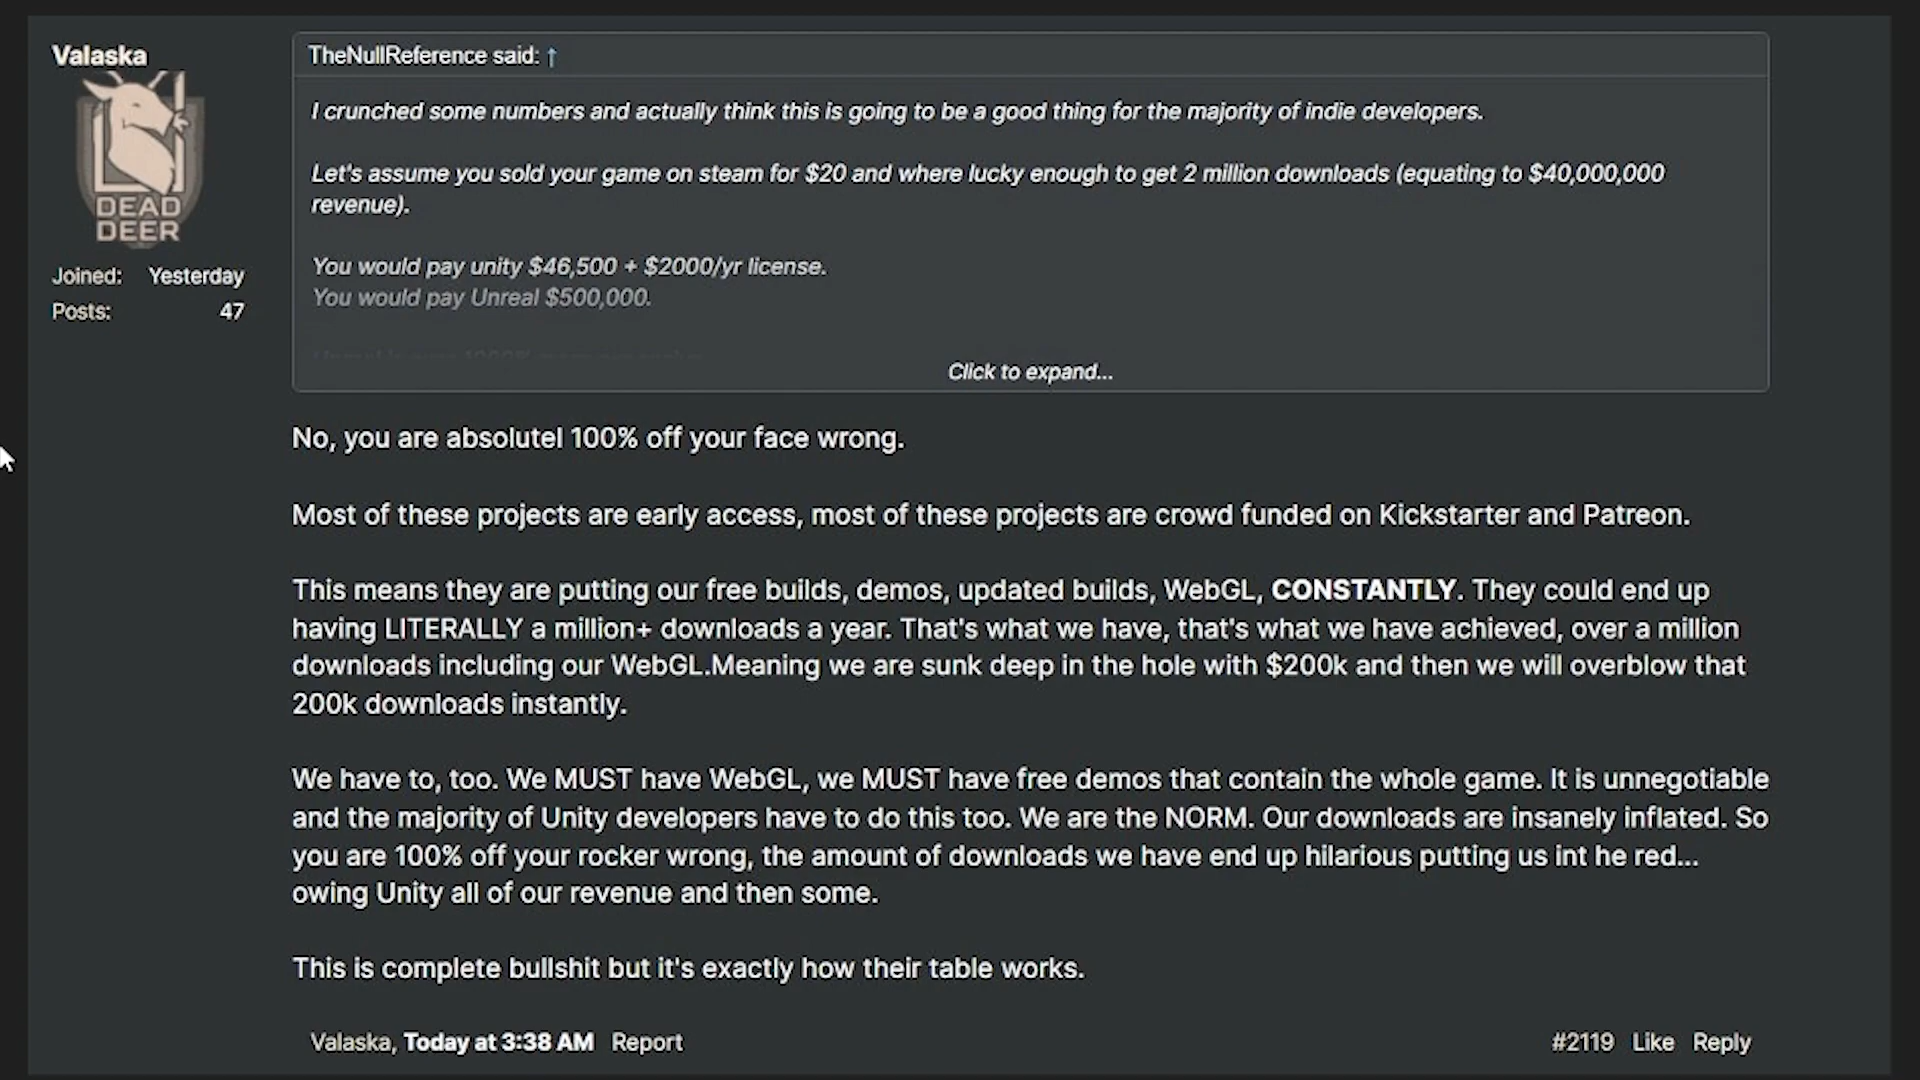 Valaska
DEAD
DEER
Joined: Yesterday
Posts: 47
TheNullReference said: ↑
I crunched some numbers and actually think this is going to be a good thing for the majority of indie developers.
Let's assume you sold your game on steam for $20 and where lucky enough to get 2 million downloads (equating to $40,000,000
revenue).
You would pay unity $46,500 + $2000/yr license.
You would pay Unreal $500,000.
Click to expand...
No, you are absolutel 100% off your face wrong.
Most of these projects are early access, most of these projects are crowd funded on Kickstarter and Patreon.
This means they are putting our free builds, demos, updated builds, WebGL, CONSTANTLY. They could end up
having LITERALLY a million+ downloads a year. That's what we have, that's what we have achieved, over a million
downloads including our WebGL.Meaning we are sunk deep in the hole with $200k and then we will overblow that
200k downloads instantly.
We have to, too. We MUST have WebGL, we MUST have free demos that contain the whole game. It is unnegotiable
and the majority of Unity developers have to do this too. We are the NORM. Our downloads are insanely inflated. So
you are 100% off your rocker wrong, the amount of downloads we have end up hilarious putting us int he red...
owing Unity all of our revenue and then some.
This is complete bullshit but it's exactly how their table works.
Valaska, Today at 3:38 AM Report
#2119 Like Reply